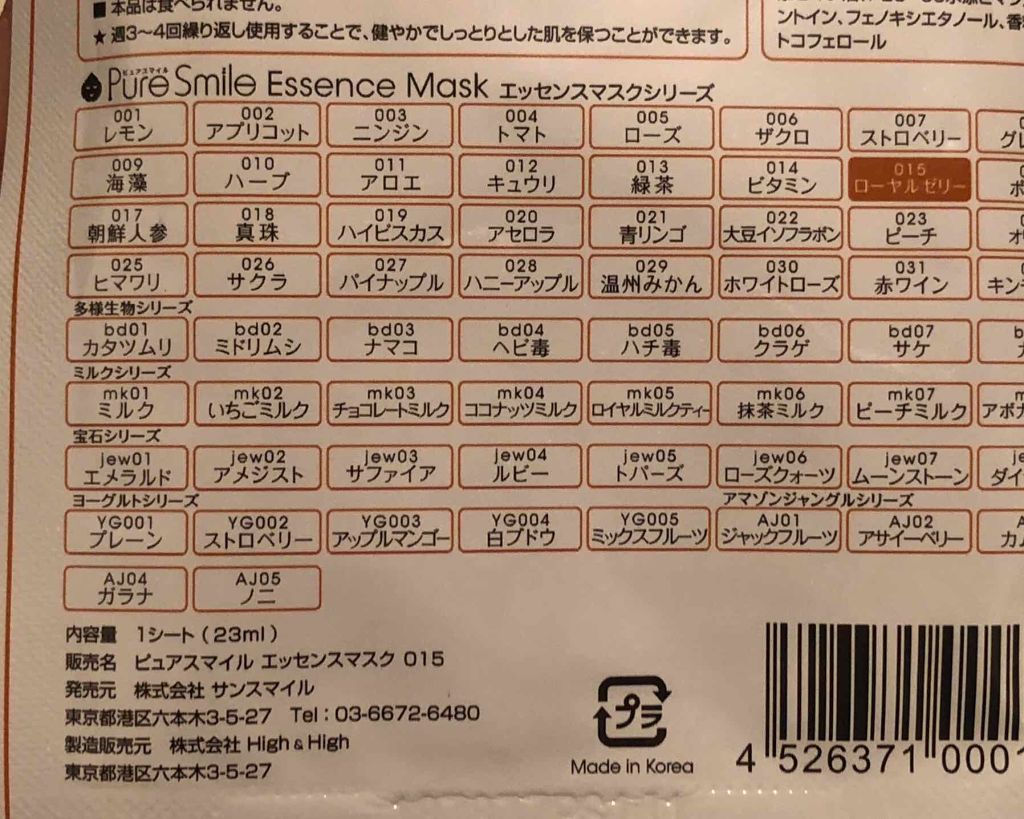 ■本品は食べられません。
★週3～4回繰り返し使用することで、健やかでしっとりとした肌を保つことができます。
ントイン、フェノキシエタノール、香
トコフェロール
ピュアスマイル
Pure Smile Essence Mask エッセンスマスクシリーズ
001 002 003 004 005 006 007
レモン アプリコット ニンジン トマト ローズ ザクロ ストロベリー グレ
009 010 011 012 013 014 015
海藻 ハーブ アロエ キュウリ 緑茶 ビタミン ローヤルゼリー
017 018 019 020 021 022 023
朝鮮人参 真珠 ハイビスカス アセロラ 青リンゴ 大豆イソフラボン ピーチ
025 026 027 028 029 030 031
ヒマワリ サクラ パイナップル ハニーアップル 温州みかん ホワイトローズ 赤ワイン キン
多様生物シリーズ
bd01 bd02 bd03 bd04 bd05 bd06 bd07
カタツムリ ミドリムシ ナマコ ヘビ毒 ハチ毒 クラゲ サケ
ミルクシリーズ
mk01 mk02 mk03 mk04 mk05 mk06 mk07
ミルク いちごミルク チョコレートミルク ココナッツミルク ロイヤルミルクティー 抹茶ミルク ピーチミルク アボ
宝石シリーズ
jew01 jew02 jew03 jew04 jew05 jew06 jew07
エメラルド アメジスト サファイア ルビー トパーズ ローズクォーツ ムーンストーン ダイ
ヨーグルトシリーズ アマゾンジャングルシリーズ
YG001 YG002 YG003 YG004 YG005 AJ01 AJ02
プレーン ストロベリー アップルマンゴー 白ブドウ ミックスフルーツ ジャックフルーツ アサイーベリー カ
AJ04 AJ05
ガラナ ノニ
内容量 1シート(23ml)
販売名 ピュアスマイル エッセンスマスク 015
発売元 株式会社 サンスマイル
東京都港区六本木3-5-27 Tel:03-6672-6480
製造販売元 株式会社 High & High
東京都港区六本木3-5-27
プラ
Made in Korea
4 526371 000